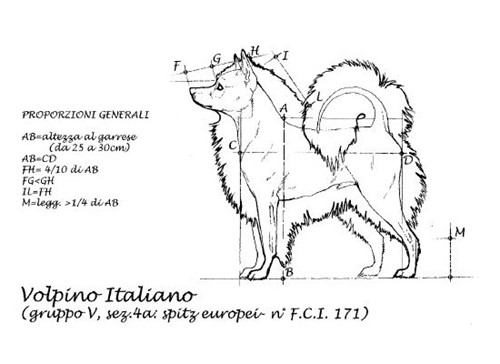 F
G
H
I
PROPORZIONI GENERALI
AB=altezza al garrese
(da 25 a 30cm)
AB=CD
FH= 4/10 di AB
FG<GH
IL=FH
M=legg. >1/4 di AB
A
L
C
D
M
B
Volpino Italiano
(gruppo V, sez.4a: spitz europei- n° F.C.I. 171)